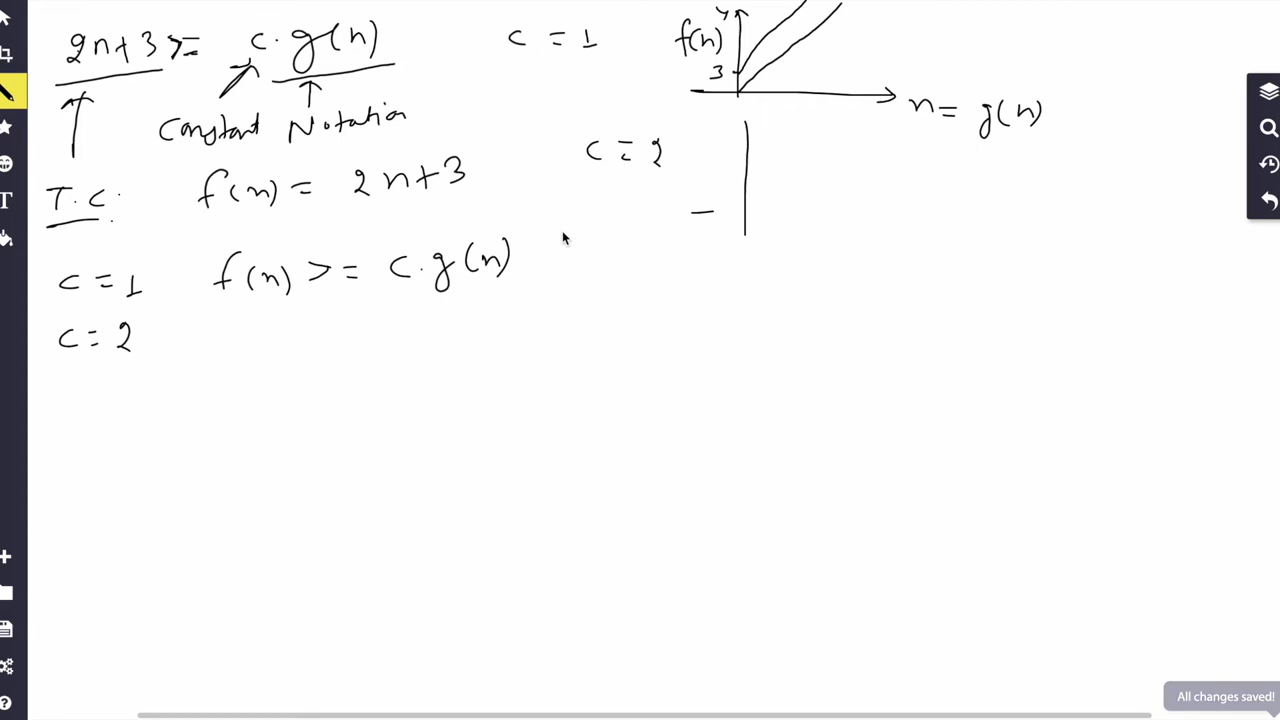 2n+3 >= c.g(n)
c = 1
f(n) y
3
n = g(n)
Constant Notation
c = 2
T.C: f(n) = 2n+3
c = 1 f(n) >= c.g(n)
c = 2
T
?
All changes saved!